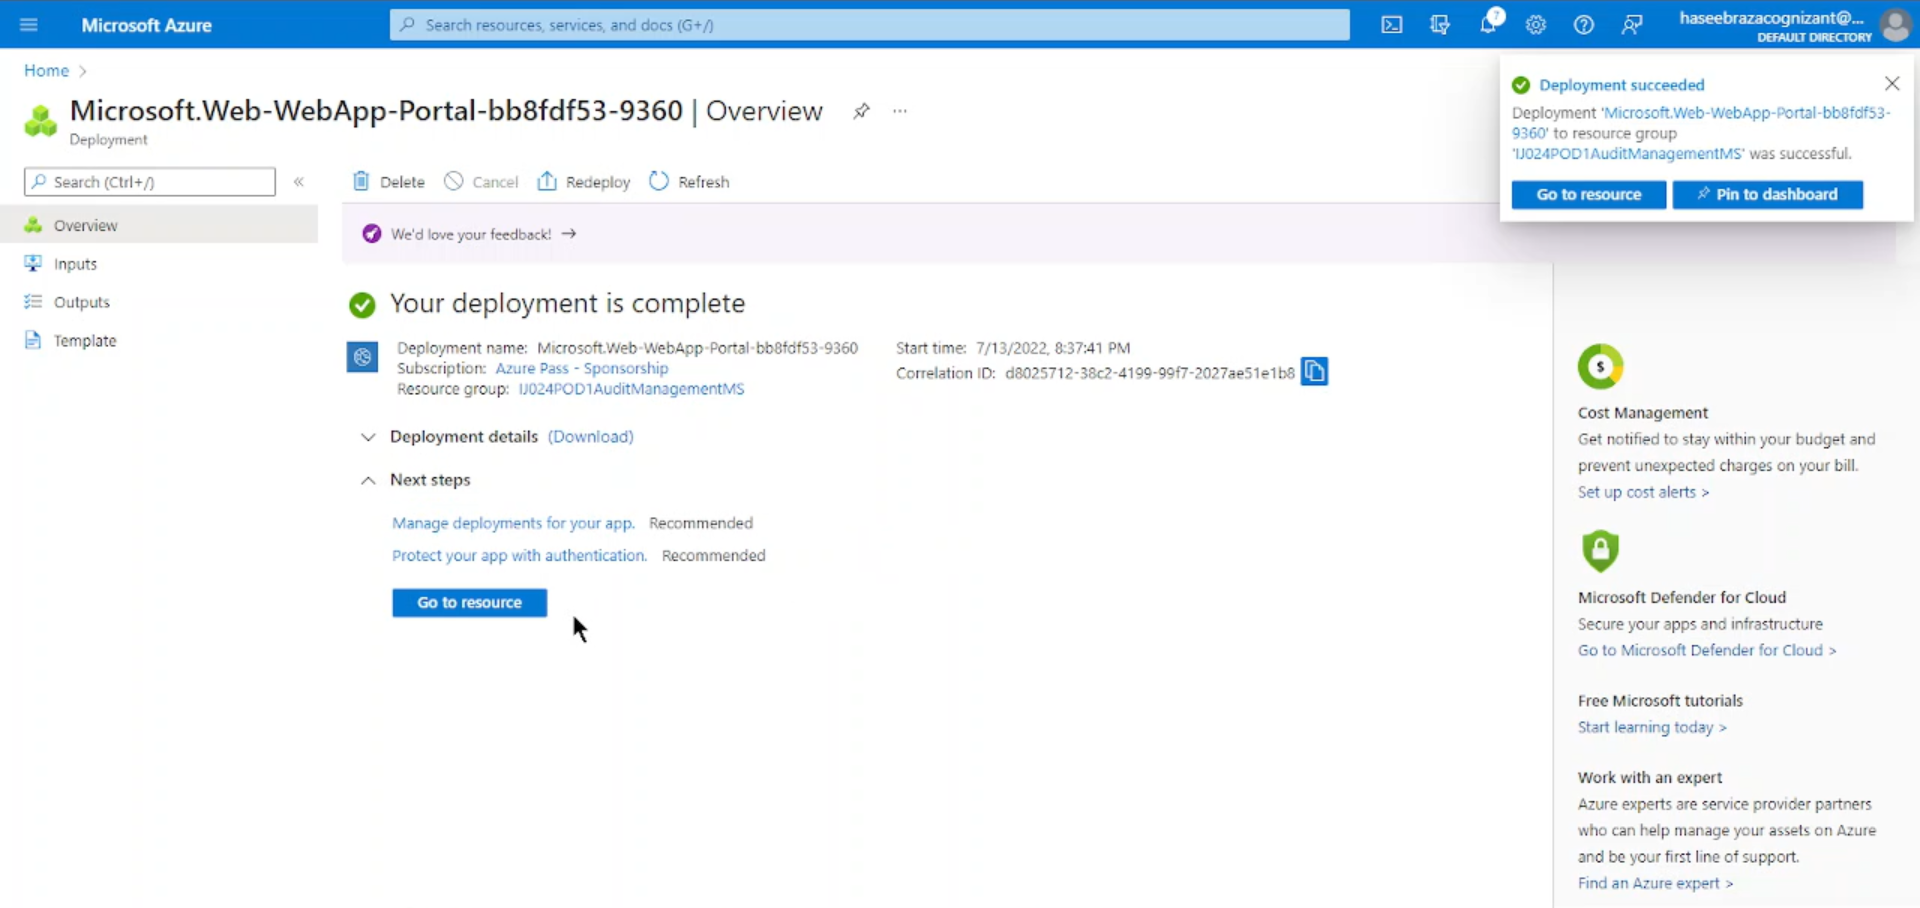 Microsoft Azure
Search resources, services, and docs (G+/)
7
haseebrazacognizant@...
DEFAULT DIRECTORY
Home >
Microsoft.Web-WebApp-Portal-bb8fdf53-9360 | Overview
...
Deployment
Search (Ctrl+/)
«
Overview
Inputs
Outputs
Template
Delete
Cancel
Redeploy
Refresh
We'd love your feedback! →
Your deployment is complete
Deployment name: Microsoft.Web-WebApp-Portal-bb8fdf53-9360
Subscription: Azure Pass - Sponsorship
Resource group: IJ024POD1AuditManagementMS
Start time: 7/13/2022, 8:37:41 PM
Correlation ID: d8025712-38c2-4199-99f7-2027ae51e1b8
Deployment details (Download)
Next steps
Manage deployments for your app. Recommended
Protect your app with authentication. Recommended
Go to resource
Deployment succeeded
Deployment 'Microsoft.Web-WebApp-Portal-bb8fdf53-
9360' to resource group
'IJ024POD1AuditManagementMS' was successful.
Go to resource
Pin to dashboard
$
Cost Management
Get notified to stay within your budget and
prevent unexpected charges on your bill.
Set up cost alerts >
Microsoft Defender for Cloud
Secure your apps and infrastructure
Go to Microsoft Defender for Cloud >
Free Microsoft tutorials
Start learning today >
Work with an expert
Azure experts are service provider partners
who can help manage your assets on Azure
and be your first line of support.
Find an Azure expert >